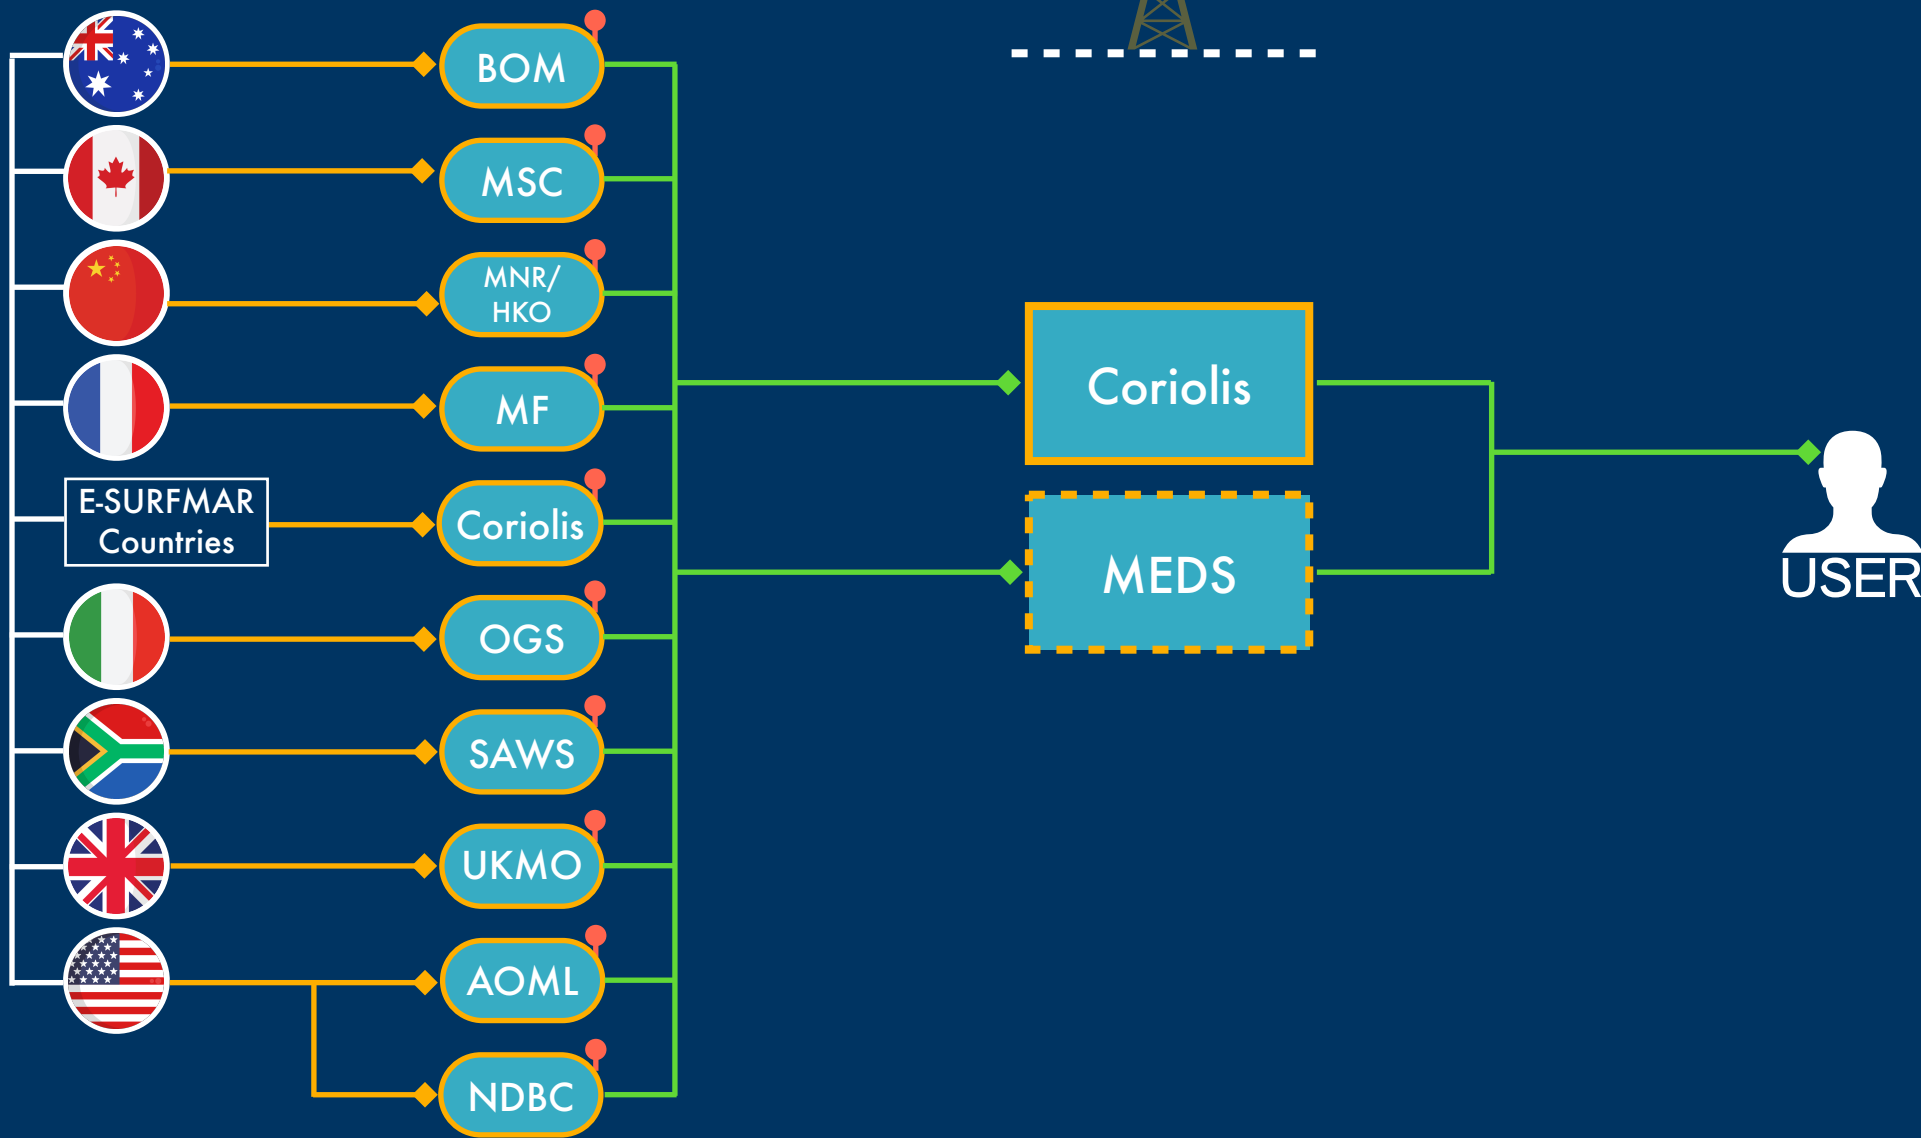 BOM
MSC
MNR/
HKO
MF
E-SURFMAR
Countries
Coriolis
OGS
SAWS
UKMO
AOML
NDBC
Coriolis
MEDS
USER